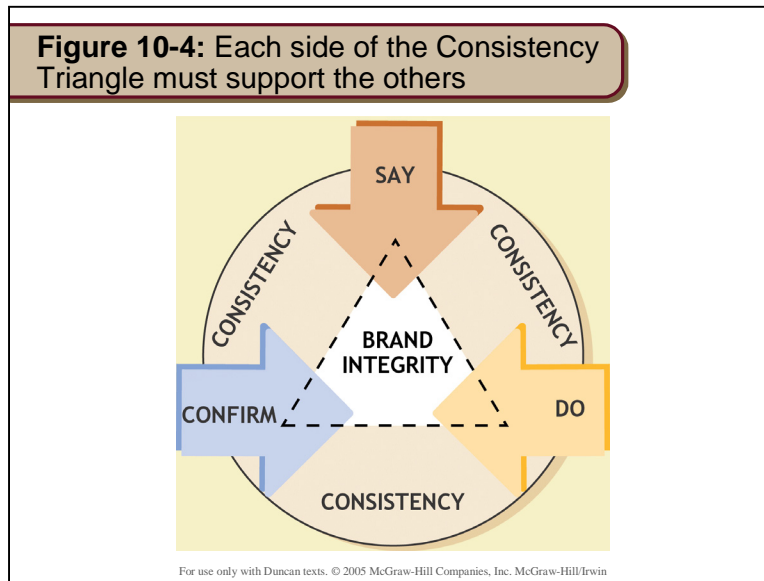 Figure 10-4: Each side of the Consistency
Triangle must support the others
SAY
CONSISTENCY
CONSISTENCY
BRAND
INTEGRITY
CONFIRM
DO
CONSISTENCY
For use only with Duncan texts. © 2005 McGraw-Hill Companies, Inc. McGraw-Hill/Irwin